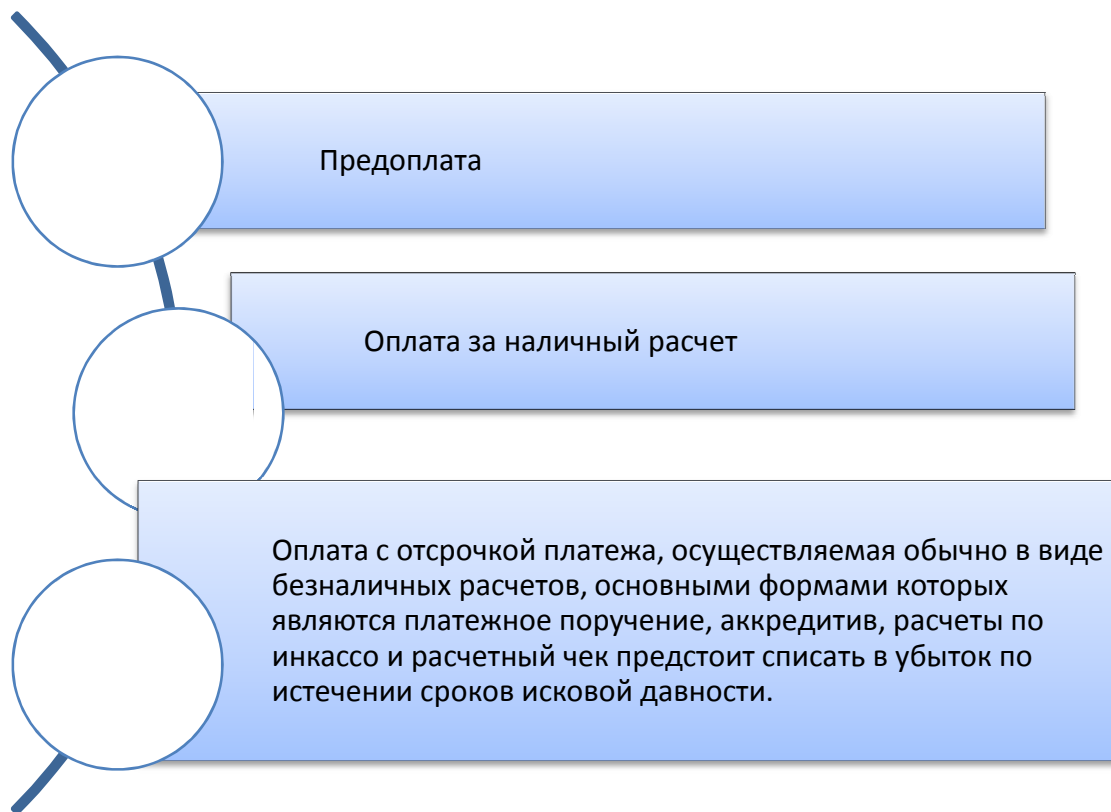 Предоплата
Оплата за наличный расчет
Оплата с отсрочкой платежа, осуществляемая обычно в виде
безналичных расчетов, основными формами которых
являются платежное поручение, аккредитив, расчеты по
инкассо и расчетный чек предстоит списать в убыток по
истечении сроков исковой давности.